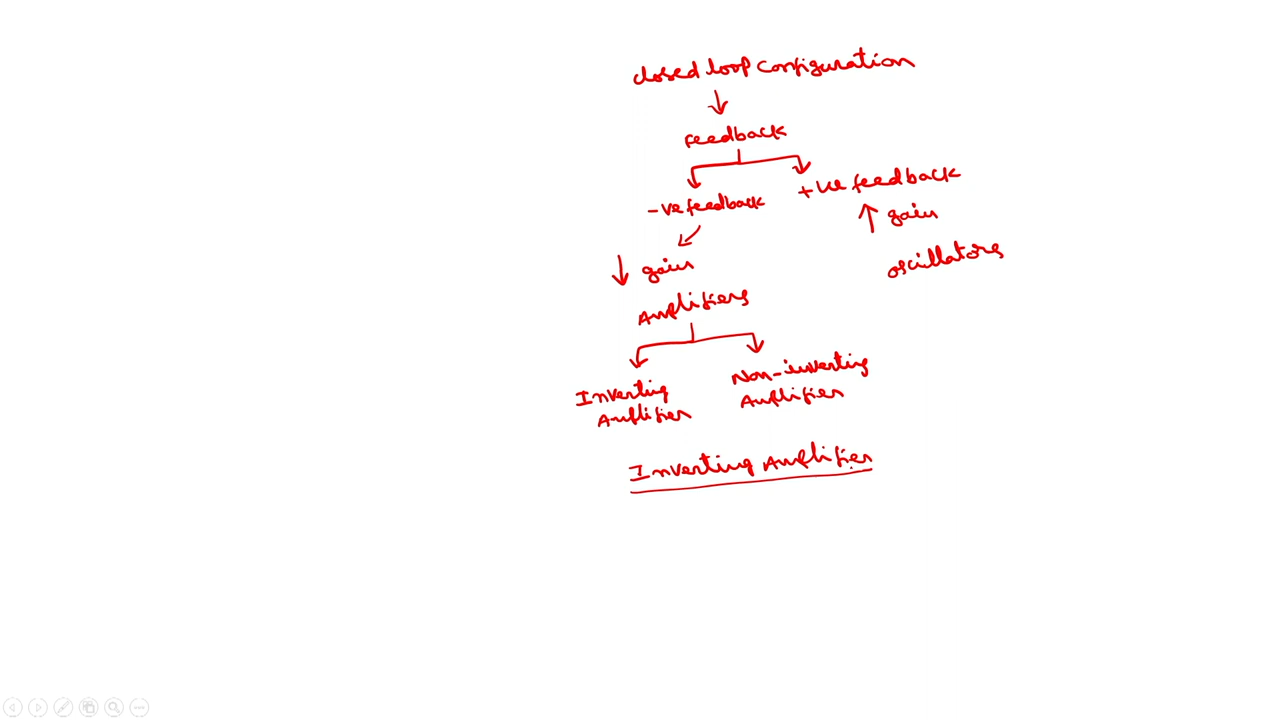 closed loop configuration
↓
Feedback
-ve feedback
+ve feedback
↑ gain
↓ gain
oscillators
Amplifiers
Inverting Amplifier
Non-inverting Amplifier
Inverting Amplifier